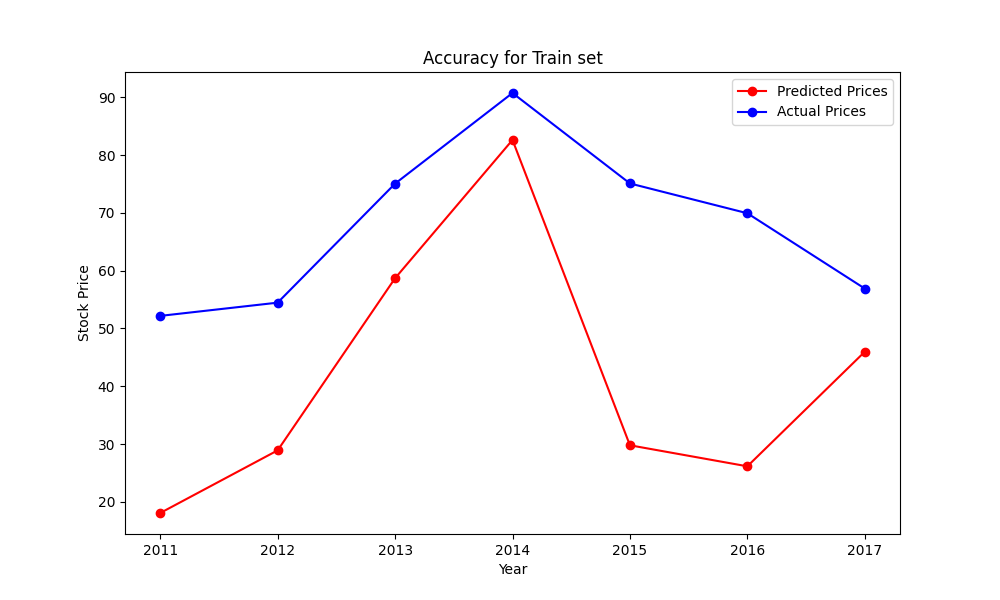 Accuracy for Train set
Predicted Prices
Actual Prices
Stock Price
90
80
70
60
50
40
30
20
2011 2012 2013 2014 2015 2016 2017
Year